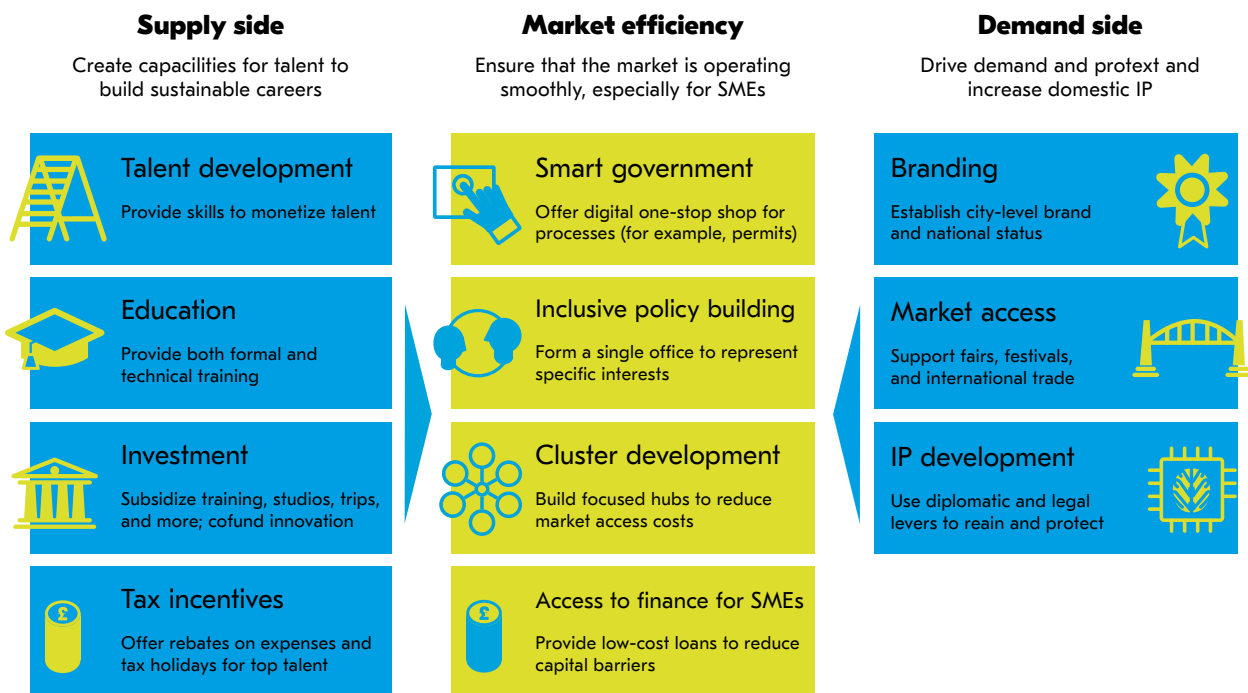 Supply side
Create capacilities for talent to
build sustainable careers
Talent development
Provide skills to monetize talent
Education
Provide both formal and
technical training
Investment
Subsidize training, studios, trips,
and more; cofund innovation
£
Tax incentives
Offer rebates on expenses and
tax holidays for top talent
Market efficiency
Ensure that the market is operating
smoothly, especially for SMEs
Smart government
Offer digital one-stop shop for
processes (for example, permits)
Inclusive policy building
Form a single office to represent
specific interests
Cluster development
Build focused hubs to reduce
market access costs
£
Access to finance for SMEs
Provide low-cost loans to reduce
capital barriers
Demand side
Drive demand and protext and
increase domestic IP
Branding
Establish city-level brand
and national status
Market access
Support fairs, festivals,
and international trade
IP development
Use diplomatic and legal
levers to reain and protect